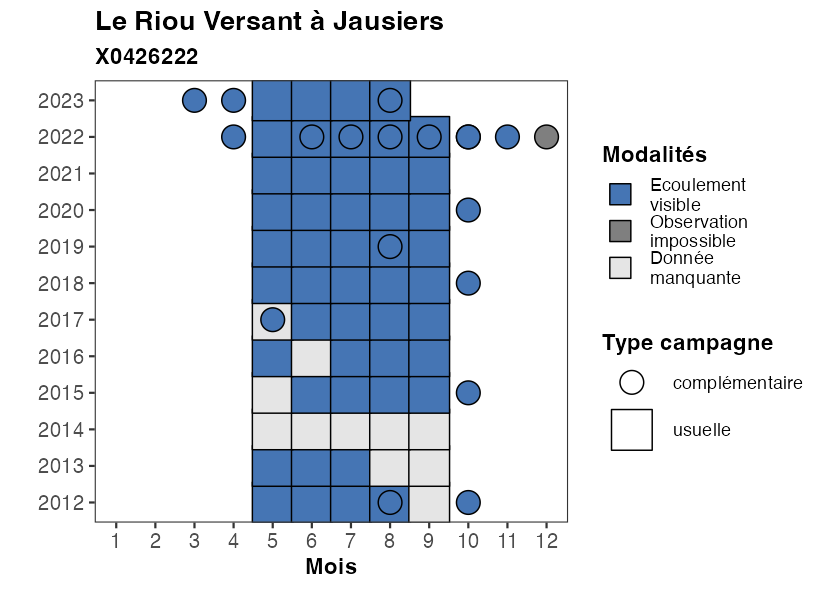 Le Riou Versant à Jausiers
X0426222
2023
2022
2021
2020
2019
2018
2017
2016
2015
2014
2013
2012
1 2 3 4 5 6 7 8 9 10 11 12
Mois
Modalités
Ecoulement
visible
Observation
impossible
Donnée
manquante
Type campagne
complémentaire
usuelle